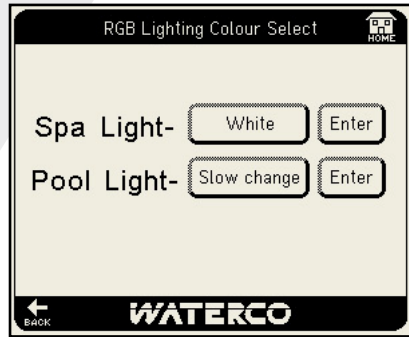 RGB Lighting Colour Select
HOME
Spa Light- White Enter
Pool Light- Slow change Enter
BACK
WATERCO